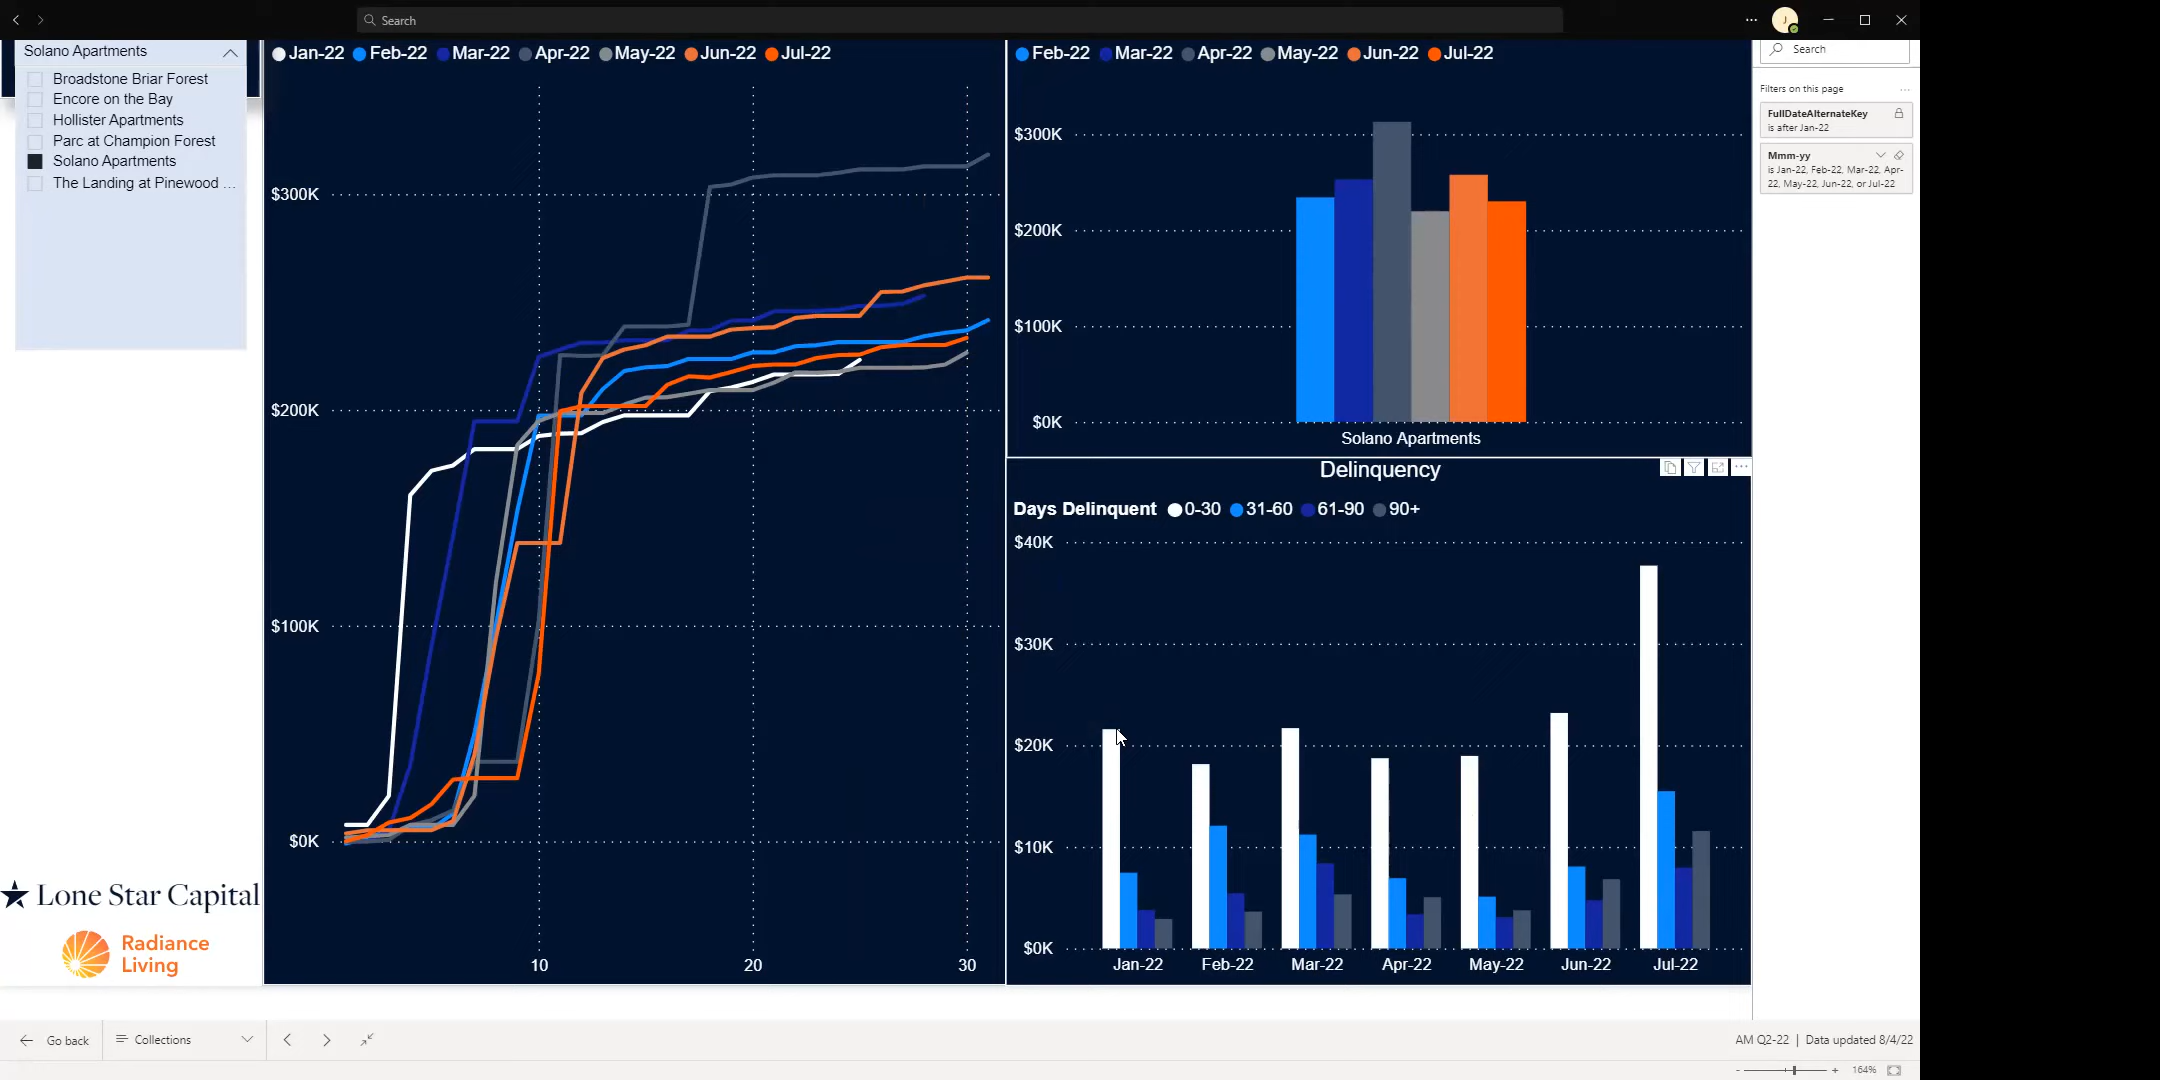 Search
J
Solano Apartments
Broadstone Briar Forest
Encore on the Bay
Hollister Apartments
Parc at Champion Forest
Solano Apartments
The Landing at Pinewood ...
Lone Star Capital
Radiance
Living
Jan-22 Feb-22 Mar-22 Apr-22 May-22 Jun-22 Jul-22
$300K
$200K
$100K
$0K
10 20 30
Feb-22 Mar-22 Apr-22 May-22 Jun-22 Jul-22
$300K
$200K
$100K
$0K
Solano Apartments
Delinquency
Days Delinquent 0-30 31-60 61-90 90+
$40K
$30K
$20K
$10K
$0K
Jan-22 Feb-22 Mar-22 Apr-22 May-22 Jun-22 Jul-22
Search
Filters on this page
FullDateAlternateKey
is after Jan-22
Mmm-yy
is Jan-22, Feb-22, Mar-22, Apr-
22, May-22, Jun-22, or Jul-22
Go back
Collections
AM Q2-22 | Data updated 8/4/22
164%